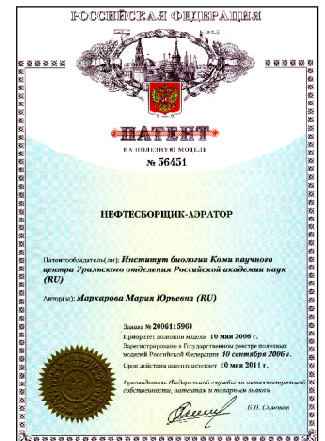 РОССИЙСКАЯ ФЕДЕРАЦИЯ
ПАТЕНТ
НА ПОЛЕЗНУЮ МОДЕЛЬ
№ 56451
НЕФТЕСБОРЩИК-АЭРАТОР
Патентообладатель(ли): Институт биологии Коми научного
центра Уральского отделения Российской академии наук
(RU)
Автор(ы): Маркарова Мария Юрьевна (RU)
Заявка № 2006115960
Приоритет полезной модели 10 мая 2006 г.
Зарегистрировано в Государственном реестре полезных
моделей Российской Федерации 10 сентября 2006 г.
Срок действия патента истекает 10 мая 2011 г.
Руководитель Федеральной службы по интеллектуальной
собственности, патентам и товарным знакам
Б.П. Симонов